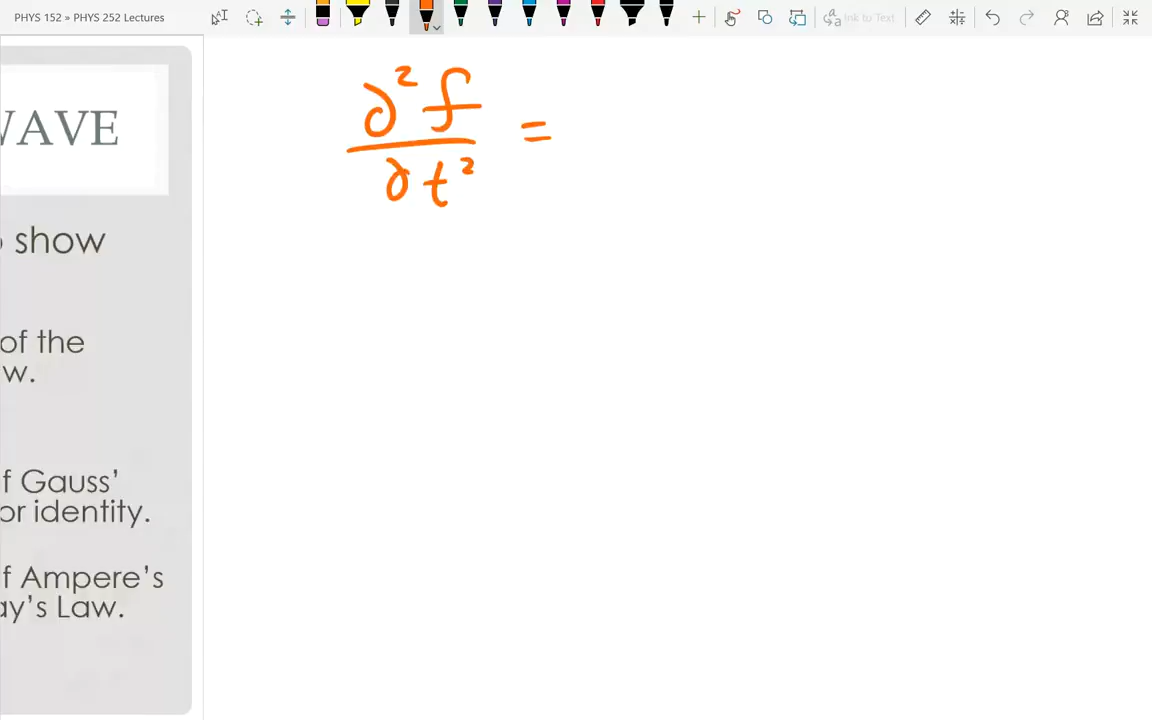 PHYS 152 » PHYS 252 Lectures
Ink to Text
WAVE
show
of the
w.
f Gauss’
or identity.
f Ampere’s
ay’s Law.
∂²f
=
∂t²